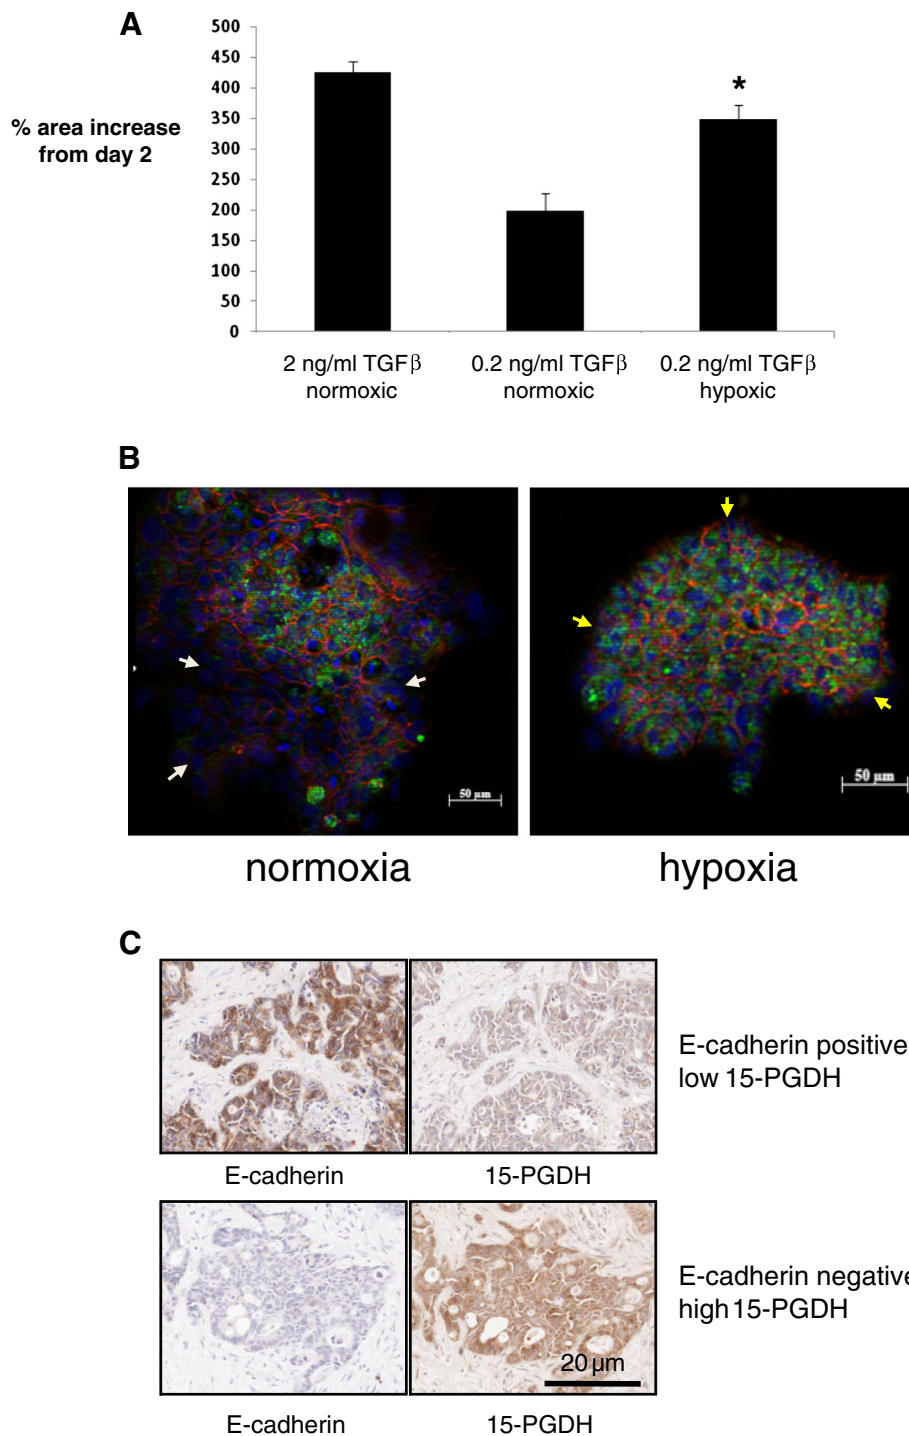 A
500
450
400
350
300
250
200
150
100
50
0
% area increase
from day 2
*
2 ng/ml TGFβ
normoxic
0.2 ng/ml TGFβ
normoxic
0.2 ng/ml TGFβ
hypoxic
B
50 µm
50 µm
normoxia
hypoxia
C
E-cadherin positive
low 15-PGDH
E-cadherin
15-PGDH
E-cadherin negative
high 15-PGDH
20 µm
E-cadherin
15-PGDH